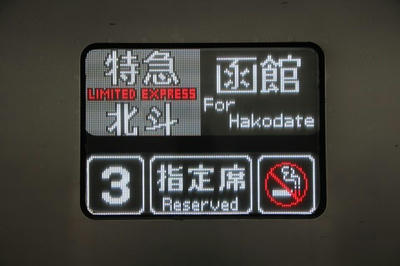 特急
LIMITED EXPRESS
北斗
函館
For
Hakodate
3
指定席
Reserved